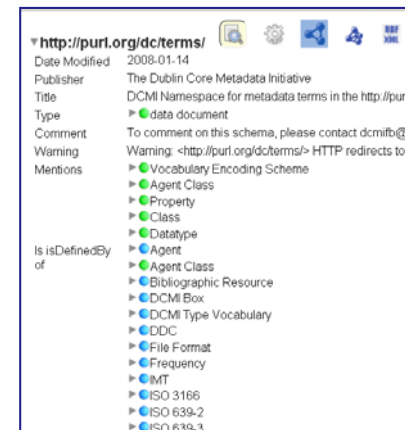 http://purl.org/dc/terms/
RDF
XML
Date Modified 2008-01-14
Publisher The Dublin Core Metadata Initiative
Title DCMI Namespace for metadata terms in the http://pur
Type data document
Comment To comment on this schema, please contact dcmifb@
Warning Warning: <http://purl.org/dc/terms/> HTTP redirects to
Mentions Vocabulary Encoding Scheme
Agent Class
Property
Class
Datatype
Is isDefinedBy of Agent
Agent Class
Bibliographic Resource
DCMI Box
DCMI Type Vocabulary
DDC
File Format
Frequency
IMT
ISO 3166
ISO 639-2
ISO 639-3